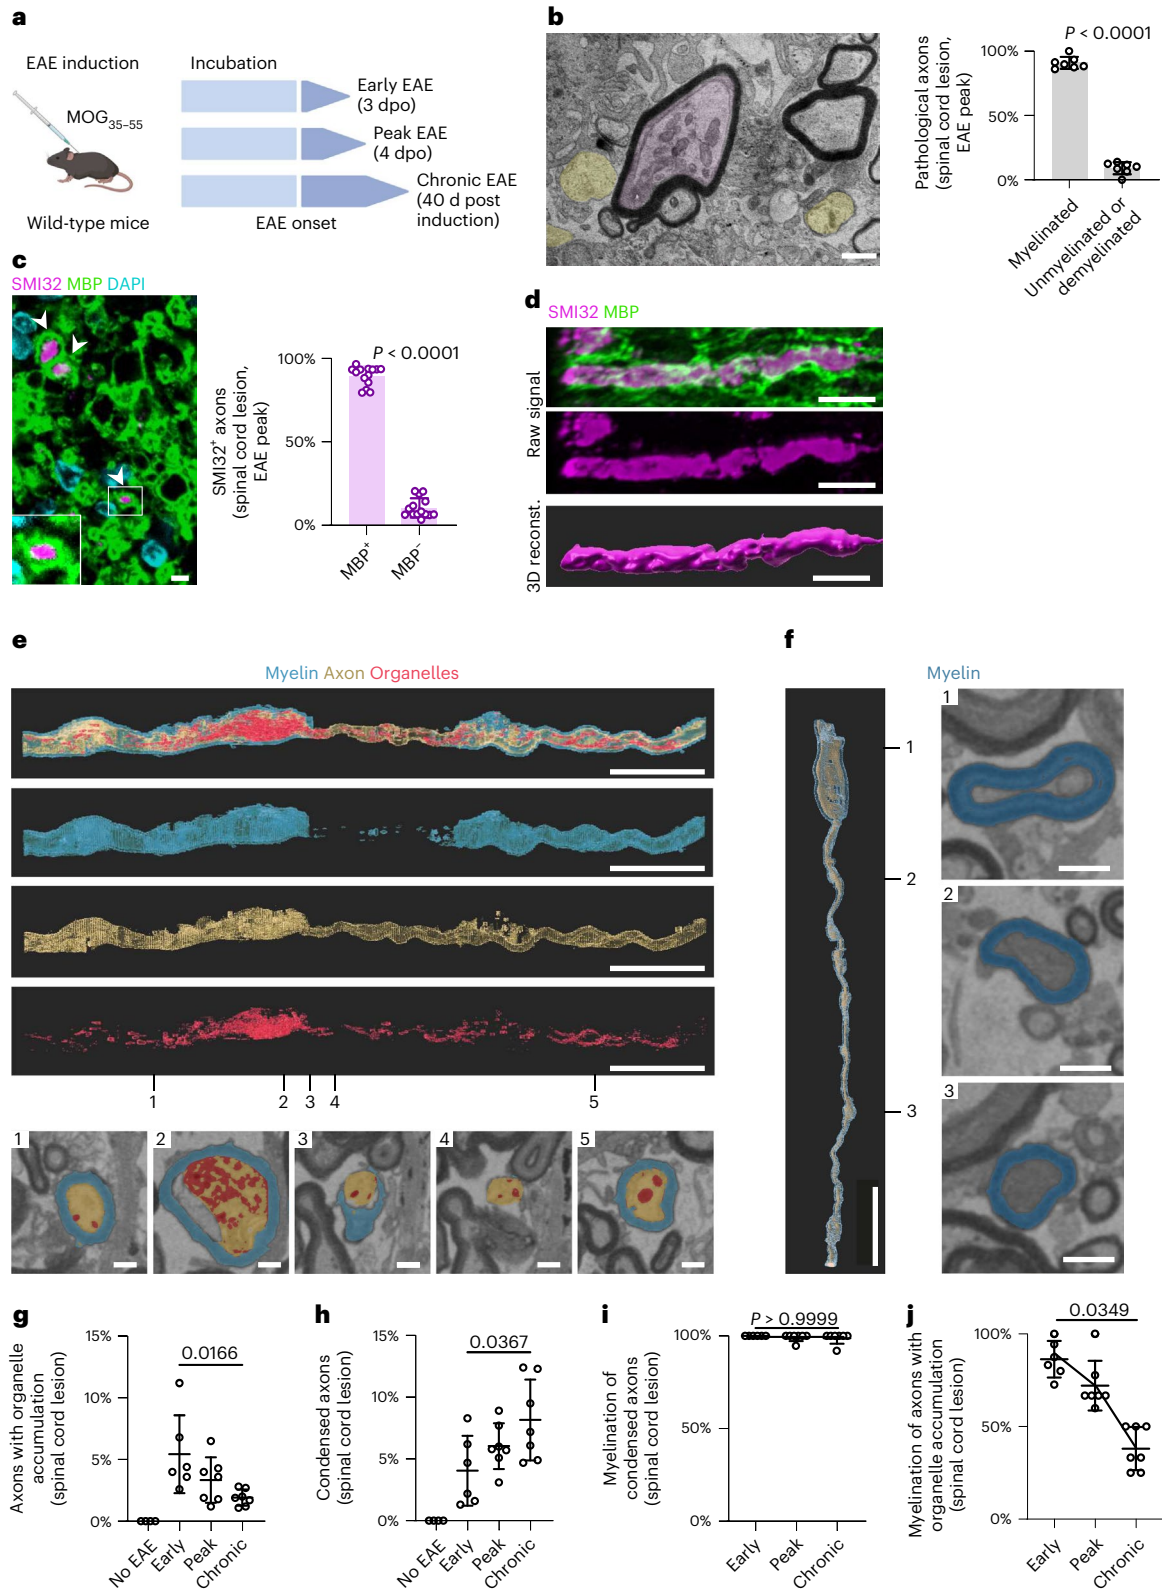 a
EAE induction
MOG35–55
Wild-type mice
Incubation
Early EAE
(3 dpo)
Peak EAE
(4 dpo)
Chronic EAE
(40 d post
induction)
EAE onset
b
Pathological axons
(spinal cord lesion,
EAE peak)
P < 0.0001
100%
50%
0%
Myelinated
Unmyelinated or
demyelinated
c
SMI32 MBP DAPI
SMI32+ axons
(spinal cord lesion,
EAE peak)
P < 0.0001
100%
50%
0%
MBP+
MBP−
d
SMI32 MBP
Raw signal
3D reconst.
e
Myelin Axon Organelles
1
2
3
4
5
1
2
3
4
5
f
Myelin
1
2
3
1
2
3
g
Axons with organelle
accumulation
(spinal cord lesion)
15%
10%
5%
0%
0.0166
No EAE
Early
Peak
Chronic
h
Condensed axons
(spinal cord lesion)
15%
10%
5%
0%
0.0367
No EAE
Early
Peak
Chronic
i
Myelination of
condensed axons
(spinal cord lesion)
P > 0.9999
100%
50%
0%
Early
Peak
Chronic
j
Myelination of axons with
organelle accumulation
(spinal cord lesion)
0.0349
100%
50%
0%
Early
Peak
Chronic